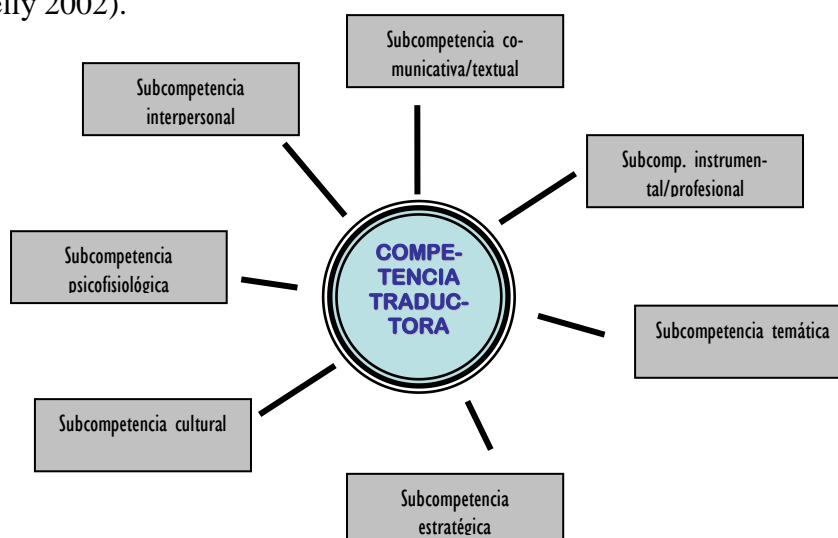 elly 2002).
Subcompetencia co-
municativa/textual
Subcompetencia
interpersonal
Subcomp. instrumen-
tal/profesional
Subcompetencia
psicofisiológica
COMPE-
TENCIA
TRADUC-
TORA
Subcompetencia temática
Subcompetencia cultural
Subcompetencia
estratégica